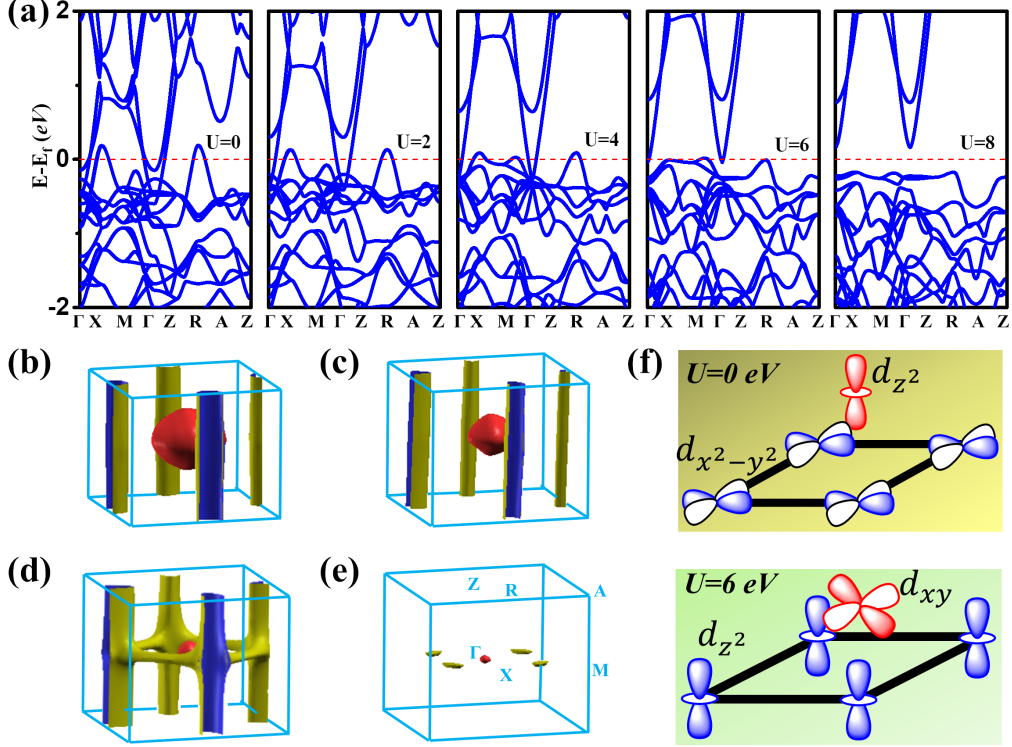 (a)
2
0
-2
E-E_f (eV)
U=0
U=2
U=4
U=6
U=8
Γ X M Γ Z R A Z
Γ X M Γ Z R A Z
Γ X M Γ Z R A Z
Γ X M Γ Z R A Z
Γ X M Γ Z R A Z
(b)
(c)
(f)
U=0 eV
d_{z^2}
d_{x^2-y^2}
(d)
(e)
Z
R
A
Γ
X
M
U=6 eV
d_{xy}
d_{z^2}